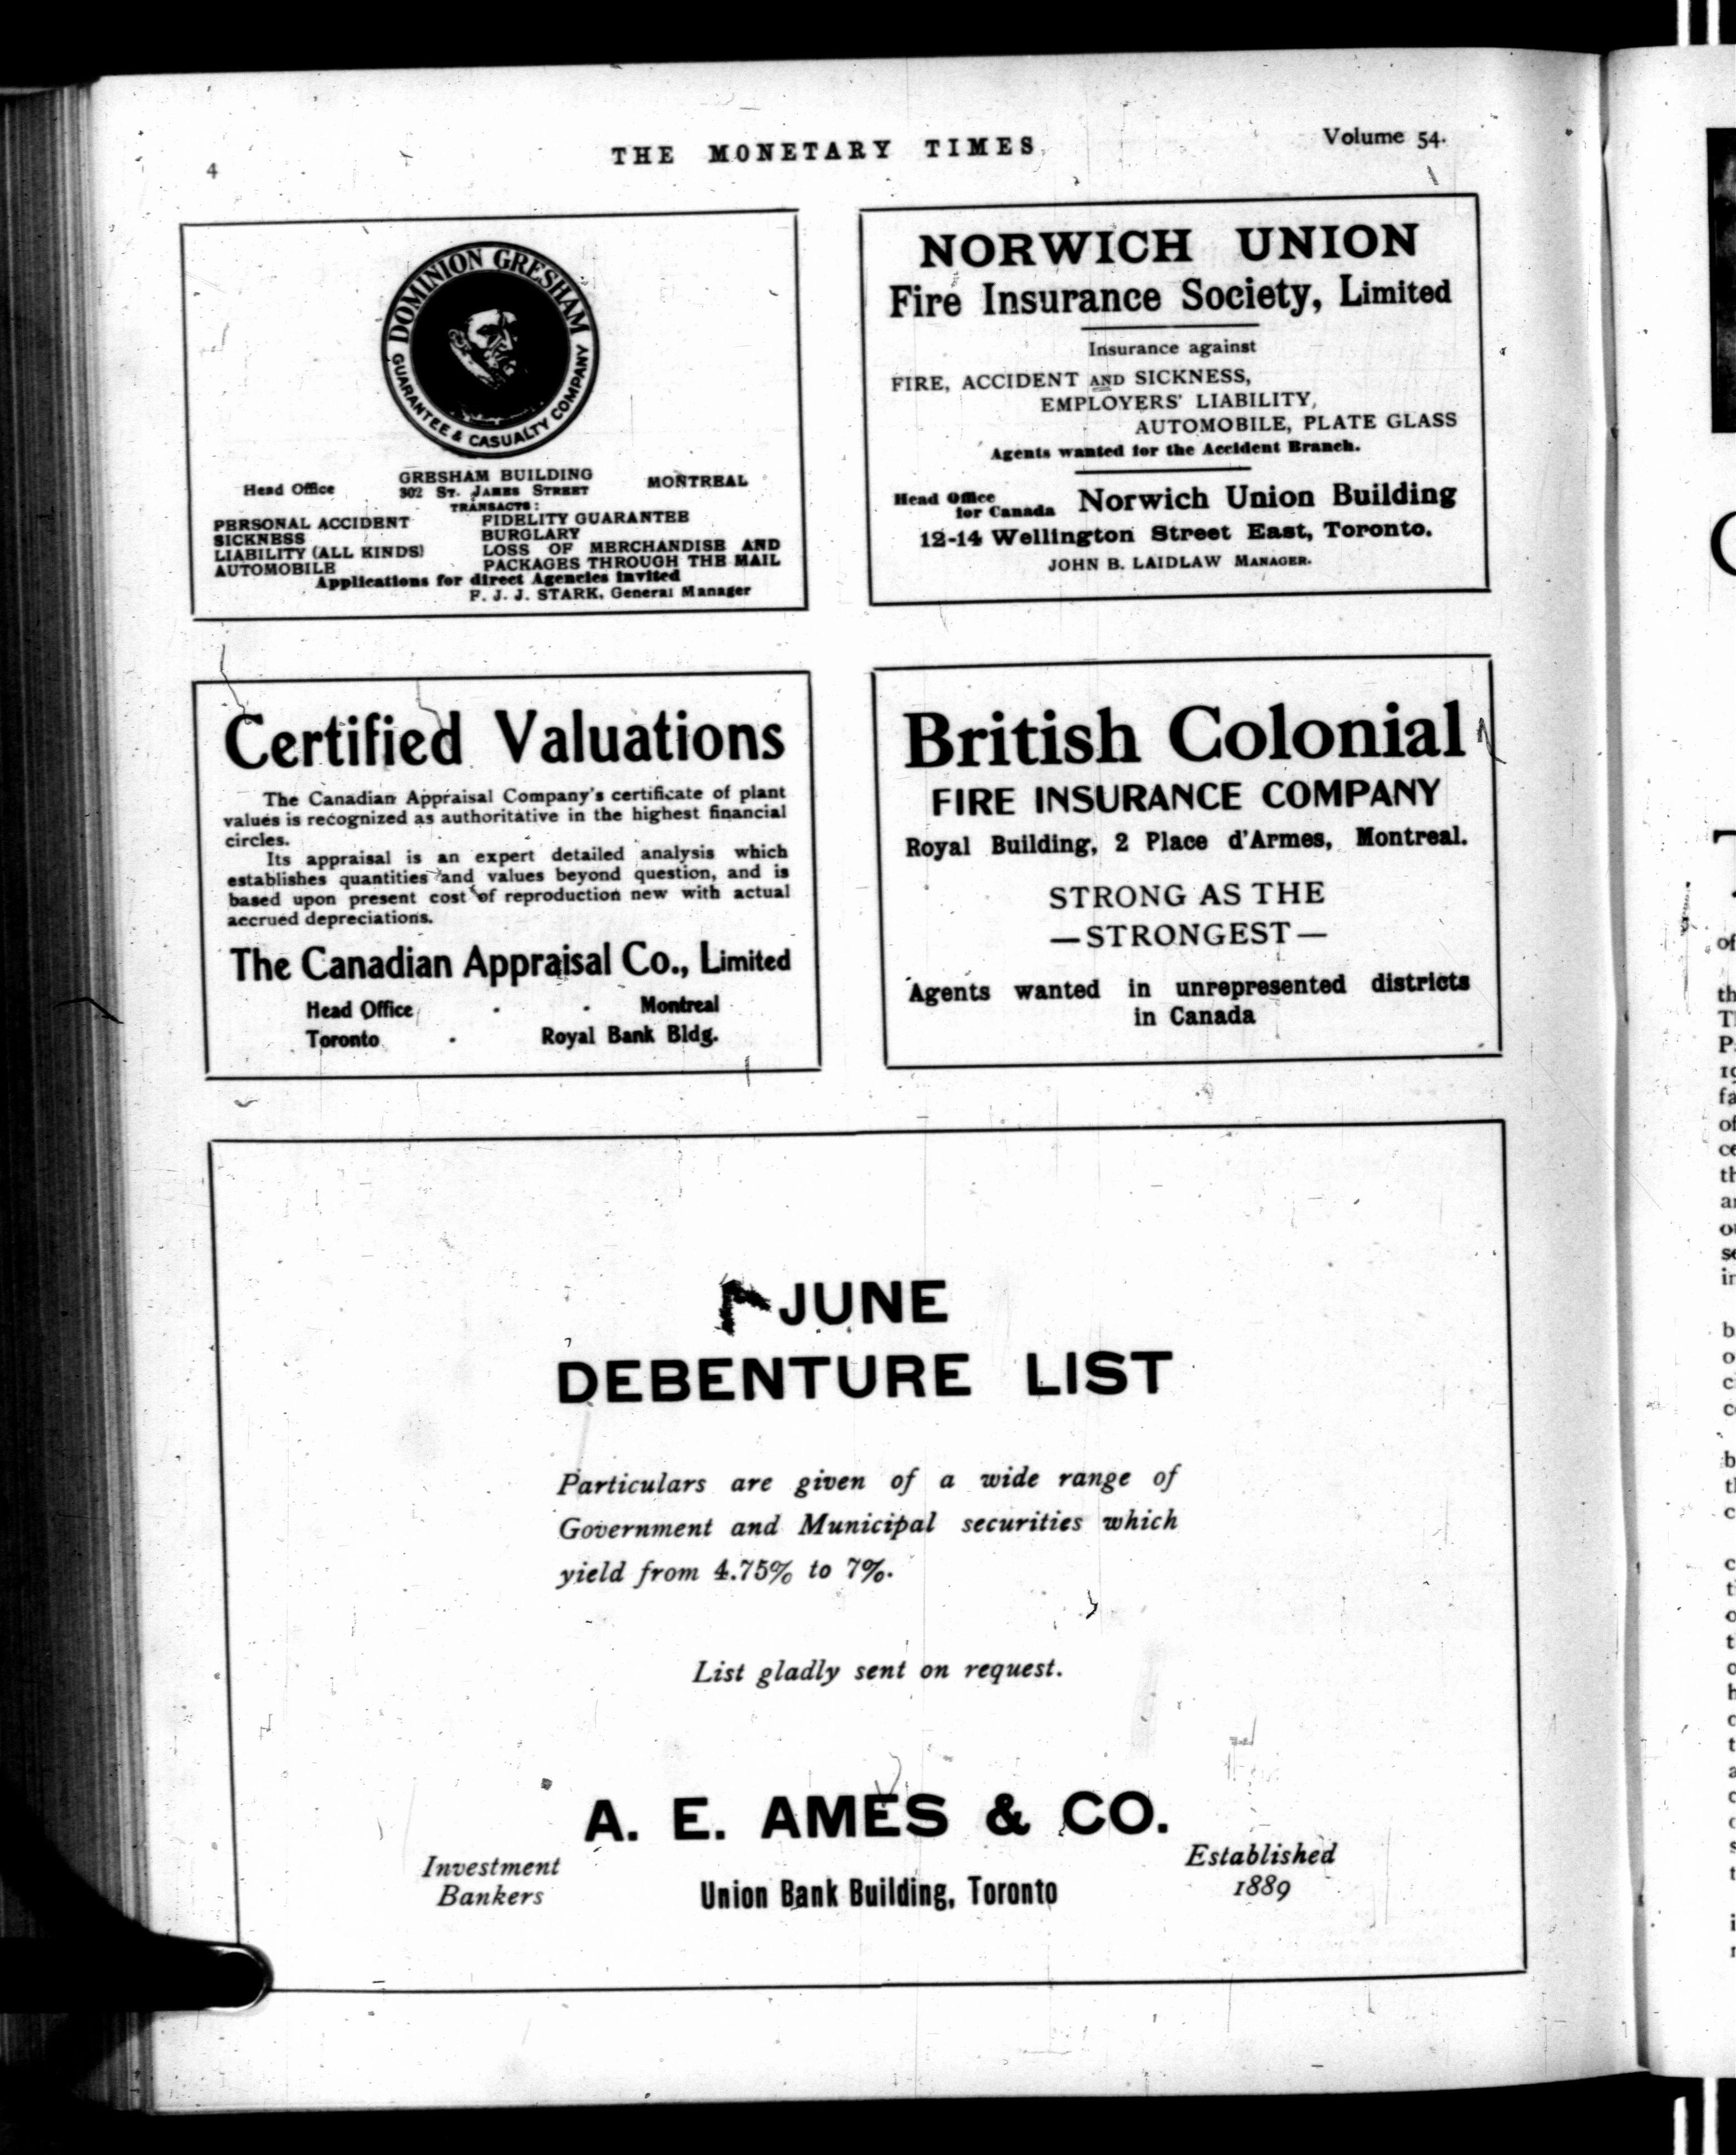 4
THE MONETARY TIMES
Volume 54.
DOMINION GRESHAM
GUARANTEE & CASUALTY COMPANY
GRESHAM BUILDING
Head Office 302 ST. JAMES STREET MONTREAL
TRANSACTS:
PERSONAL ACCIDENT FIDELITY GUARANTEE
SICKNESS BURGLARY
LIABILITY (ALL KINDS) LOSS OF MERCHANDISE AND
AUTOMOBILE PACKAGES THROUGH THE MAIL
Applications for direct Agencies invited
F. J. J. STARK, General Manager
NORWICH UNION
Fire Insurance Society, Limited
Insurance against
FIRE, ACCIDENT AND SICKNESS,
EMPLOYERS' LIABILITY,
AUTOMOBILE, PLATE GLASS
Agents wanted for the Accident Branch.
Head Office
for Canada Norwich Union Building
12-14 Wellington Street East, Toronto.
JOHN B. LAIDLAW MANAGER.
Certified Valuations
The Canadian Appraisal Company's certificate of plant
values is recognized as authoritative in the highest financial
circles.
Its appraisal is an expert detailed analysis which
establishes quantities and values beyond question, and is
based upon present cost of reproduction new with actual
accrued depreciations.
The Canadian Appraisal Co., Limited
Head Office - - Montreal
Toronto - Royal Bank Bldg.
British Colonial
FIRE INSURANCE COMPANY
Royal Building, 2 Place d'Armes, Montreal.
STRONG AS THE
—STRONGEST—
Agents wanted in unrepresented districts
in Canada
JUNE
DEBENTURE LIST
Particulars are given of a wide range of
Government and Municipal securities which
yield from 4.75% to 7%.
List gladly sent on request.
A. E. AMES & CO.
Investment
Bankers
Union Bank Building, Toronto
Established
1889